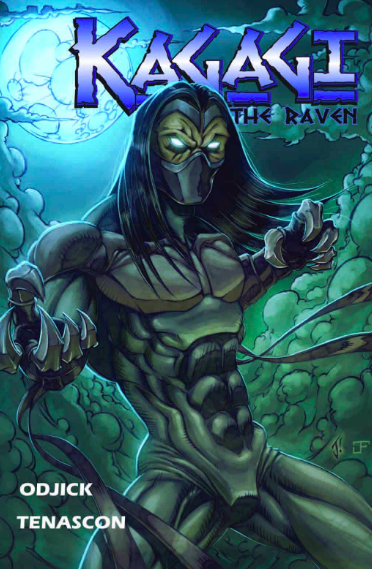 KAGAGI
THE RAVEN
ODJICK
TENASCON